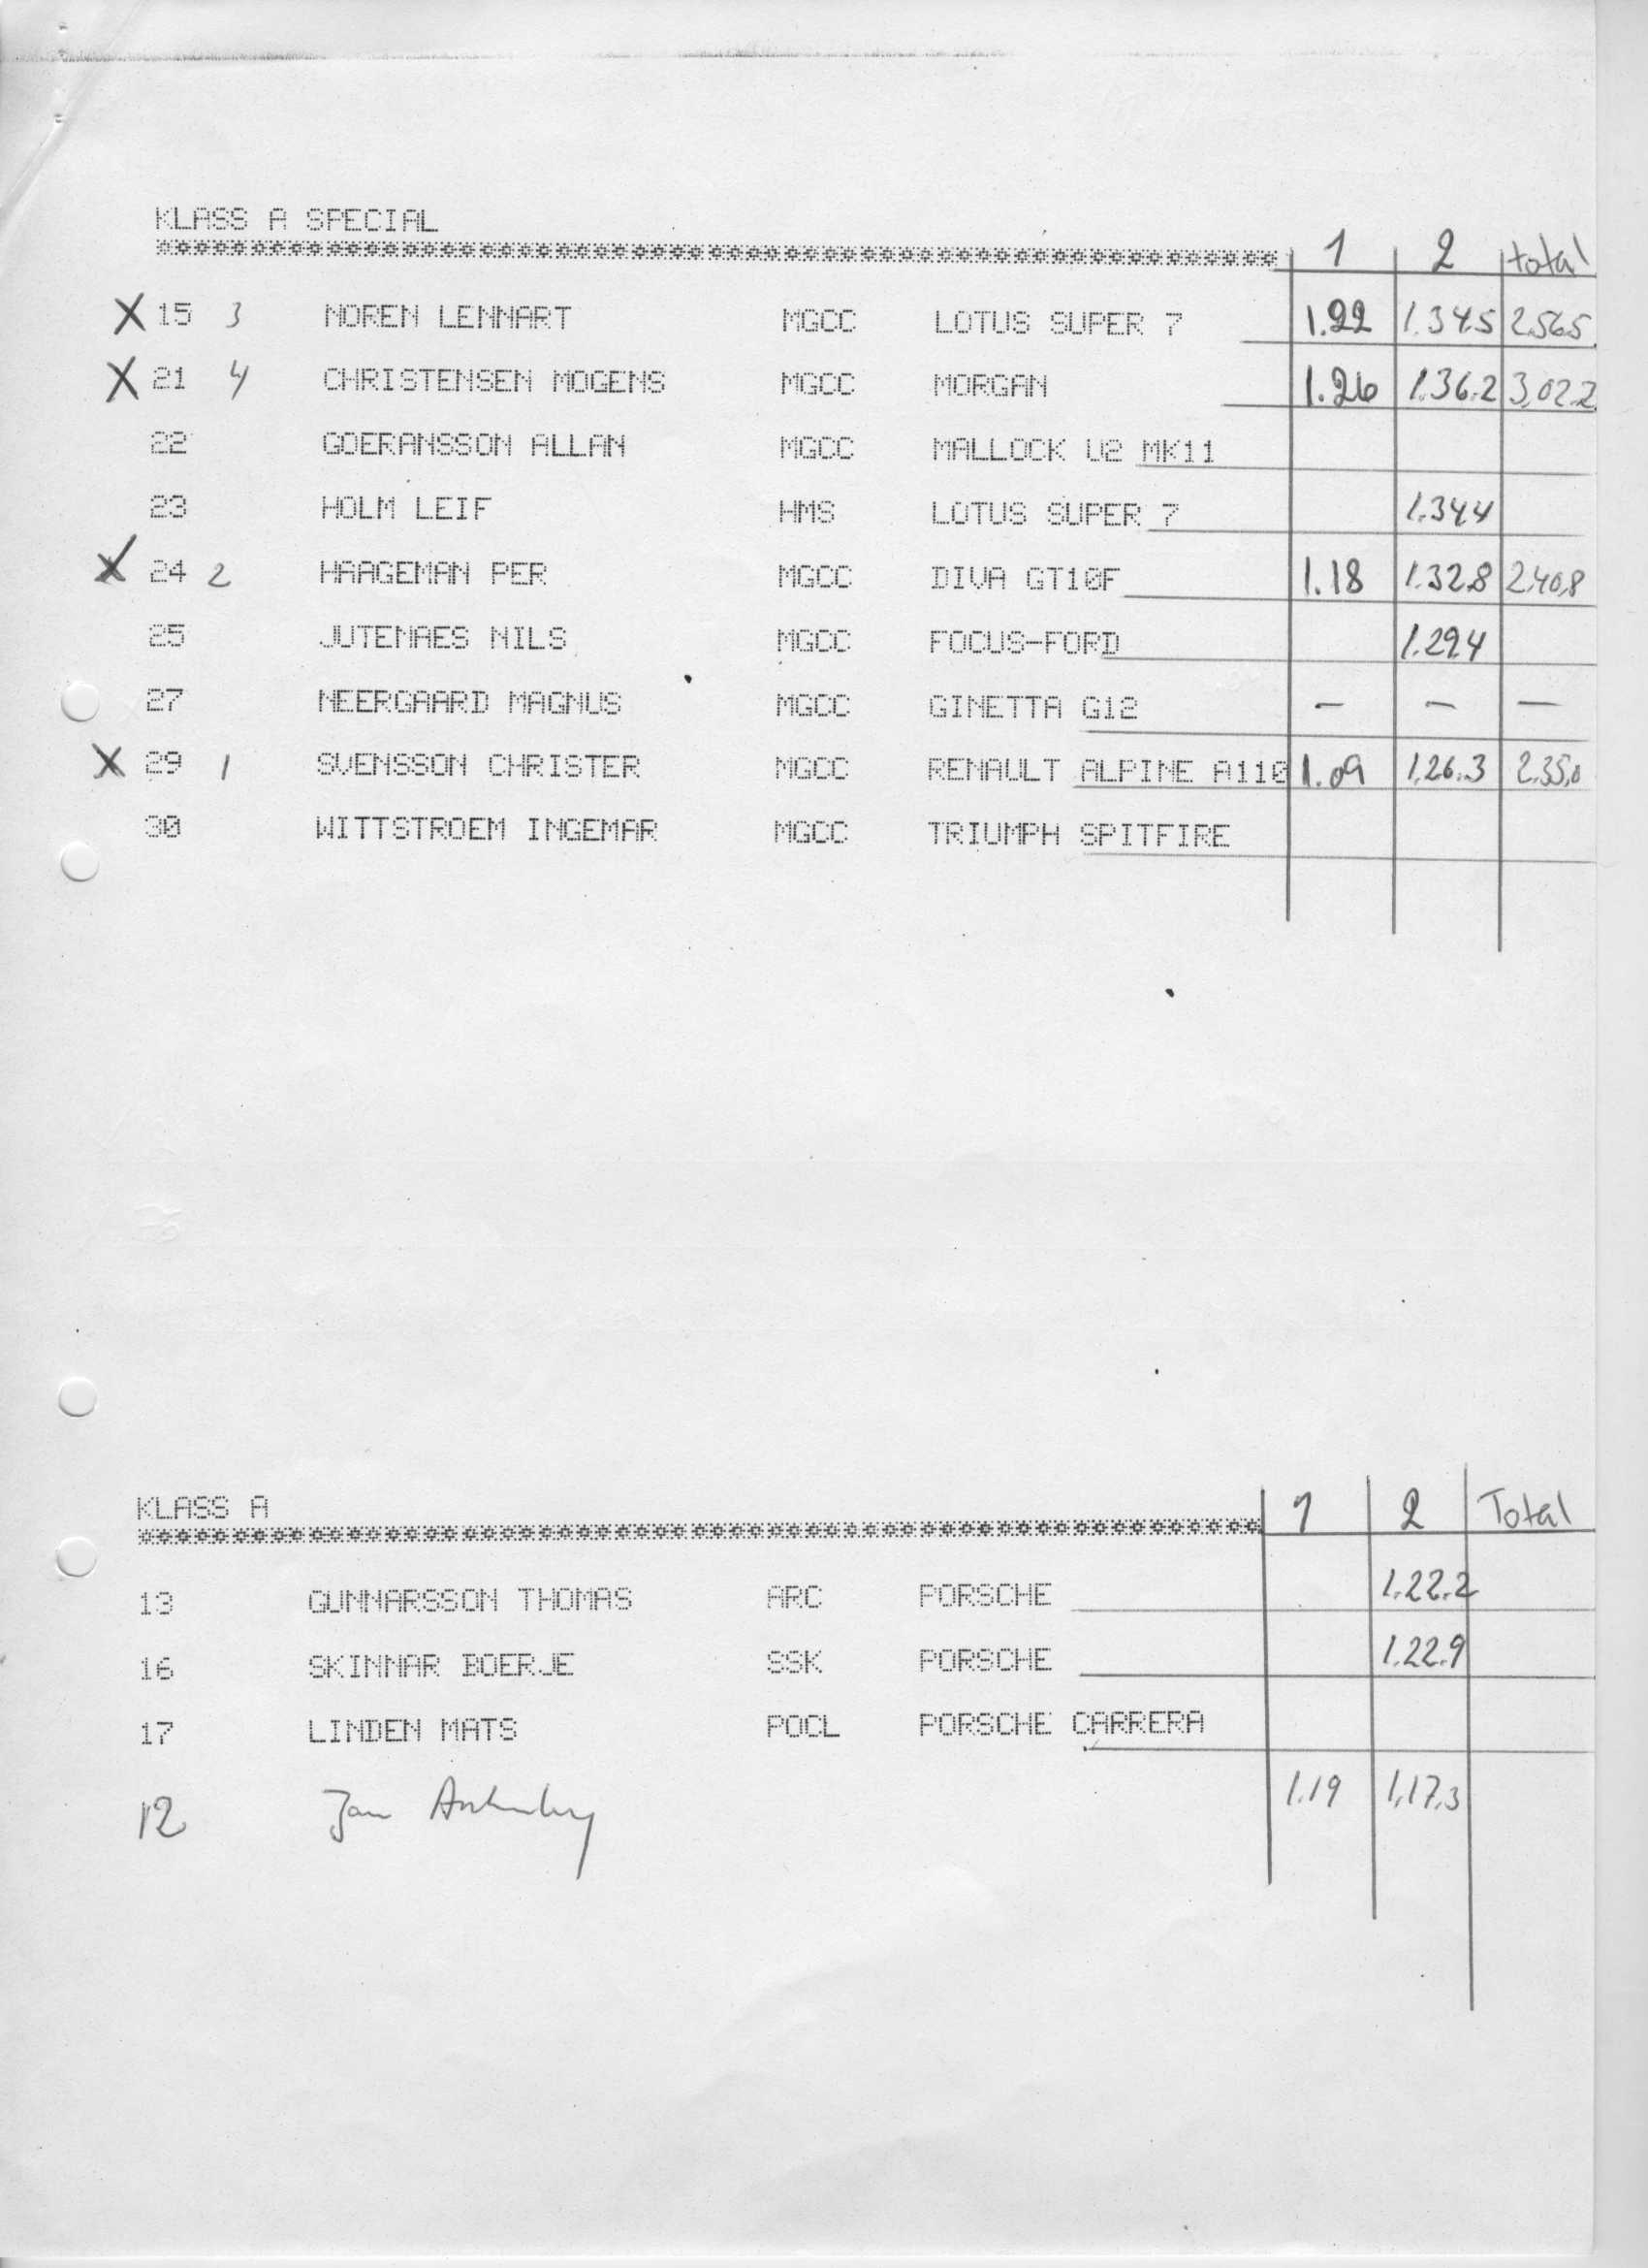 KLASS A SPECIAL
************************************************************ 1 2 total
X 15 3 NOREN LENNART MGCC LOTUS SUPER 7 1.22 1.34.5 2.56.5
X 21 4 CHRISTENSEN MOGENS MGCC MORGAN 1.26 1.36.2 3.02.2
22 GOERANSSON ALLAN MGCC MALLOCK U2 MK11
23 HOLM LEIF HMS LOTUS SUPER 7 1.34.4
X 24 2 HAAGEMAN PER MGCC DIVA GT10F 1.18 1.32.8 2.40,8
25 JUTENAES NILS MGCC FOCUS-FORD 1.29.4
27 NEERGAARD MAGNUS MGCC GINETTA G12 – – –
X 29 1 SVENSSON CHRISTER MGCC RENAULT ALPINE A110 1.09 1.26.3 2.35,0
30 WITTSTROEM INGEMAR MGCC TRIUMPH SPITFIRE
KLASS A
************************************************************ 1 2 Total
13 GUNNARSSON THOMAS ARC PORSCHE 1.22.2
16 SKINNAR BOERJE SSK PORSCHE 1.22.9
17 LINDEN MATS POCL PORSCHE CARRERA
12 Jan 1.19 1.17.3